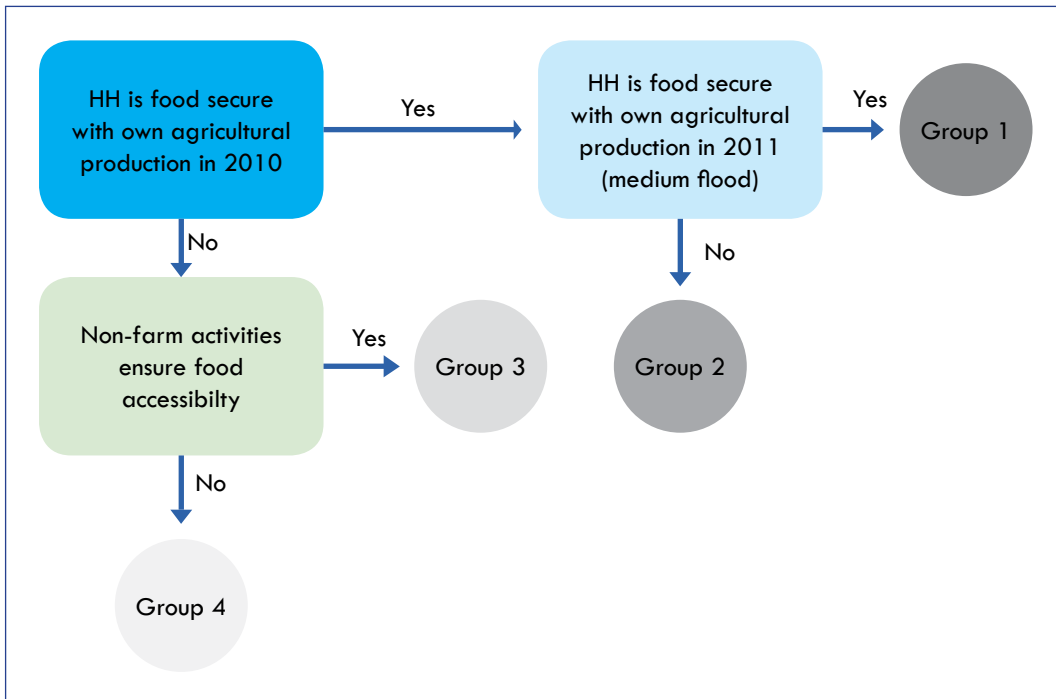 HH is food secure
with own agricultural
production in 2010
Yes
HH is food secure
with own agricultural
production in 2011
(medium flood)
Yes
Group 1
No
No
Non-farm activities
ensure food
accessibilty
Yes
Group 3
Group 2
No
Group 4